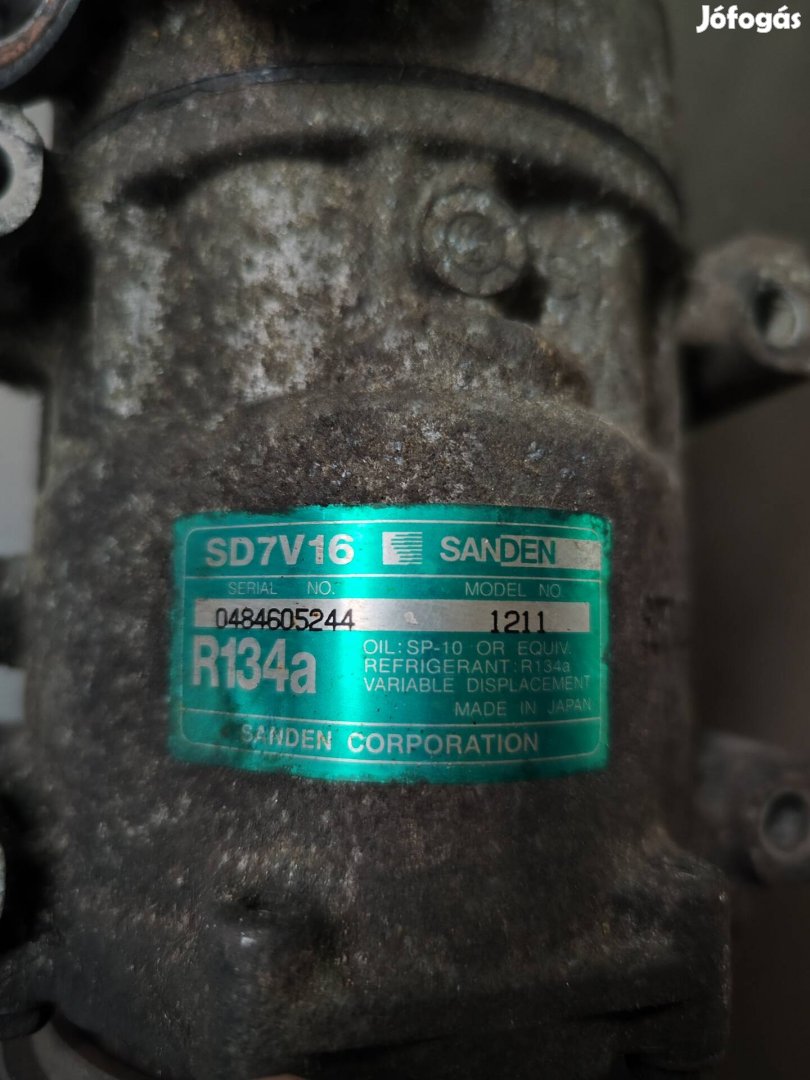 Jófogás
SD7V16 SANDEN
SERIAL NO. MODEL NO.
0484605244 1211
R134a
OIL:SP-10 OR EQUIV.
REFRIGERANT:R134a
VARIABLE DISPLACEMENT
MADE IN JAPAN
SANDEN CORPORATION